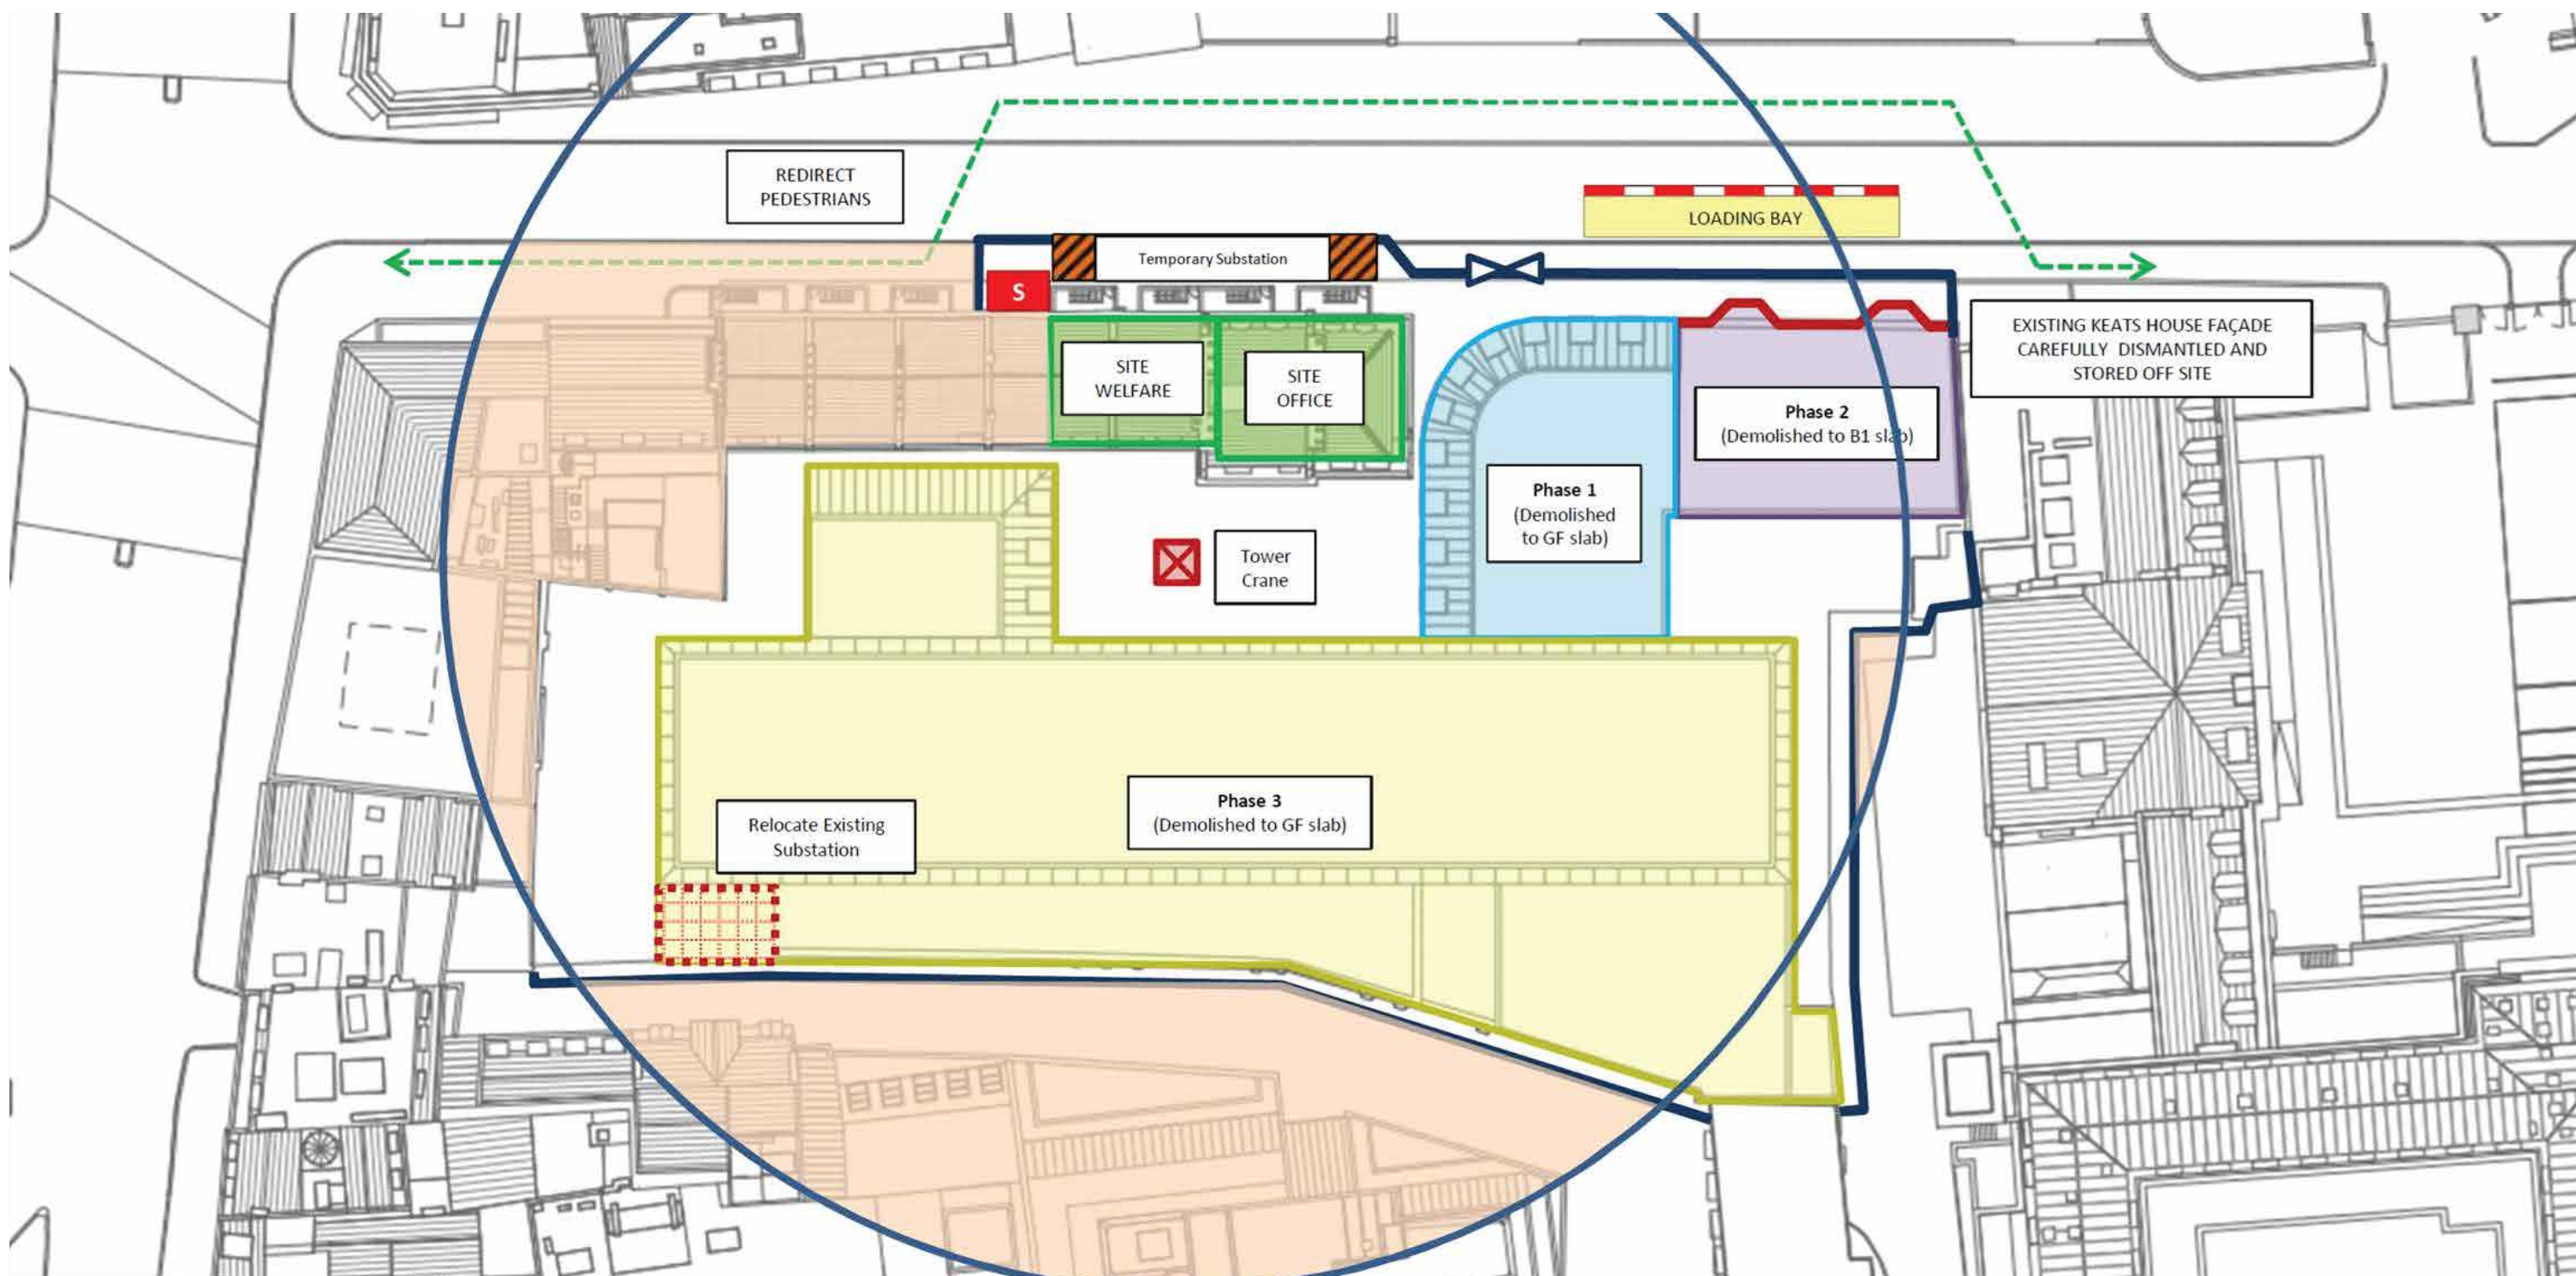 REDIRECT
PEDESTRIANS
LOADING BAY
Temporary Substation
S
EXISTING KEATS HOUSE FAÇADE
CAREFULLY DISMANTLED AND
STORED OFF SITE
SITE
WELFARE
SITE
OFFICE
Phase 2
(Demolished to B1 slab)
Phase 1
(Demolished
to GF slab)
Tower
Crane
Phase 3
(Demolished to GF slab)
Relocate Existing
Substation